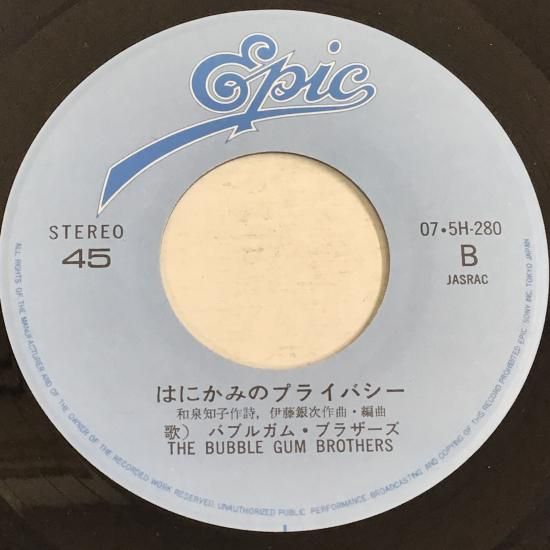 Epic
STEREO
45
07・5H-280
B
JASRAC
はにかみのプライバシー
和泉知子作詩, 伊藤銀次作曲・編曲
歌） バブルガム・ブラザーズ
THE BUBBLE GUM BROTHERS
ALL RIGHTS OF THE MANUFACTURER AND OF THE OWNER OF THE RECORDED WORK RESERVED. UNAUTHORIZED PUBLIC PERFORMANCE, BROADCASTING AND COPYING OF THIS RECORD PROHIBITED EPIC/SONY INC. TOKYO JAPAN